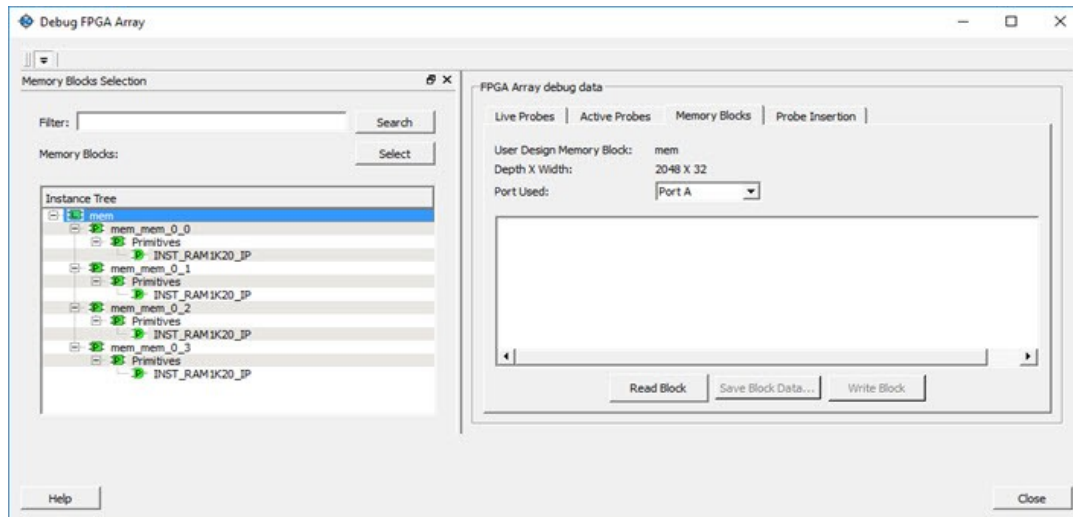 Debug FPGA Array
Memory Blocks Selection
Filter:
Search
Memory Blocks:
Select
Instance Tree
mem
mem_mem_0_0
Primitives
INST_RAM1K20_IP
mem_mem_0_1
Primitives
INST_RAM1K20_IP
mem_mem_0_2
Primitives
INST_RAM1K20_IP
mem_mem_0_3
Primitives
INST_RAM1K20_IP
FPGA Array debug data
Live Probes Active Probes Memory Blocks Probe Insertion
User Design Memory Block: mem
Depth X Width: 2048 X 32
Port Used: Port A
Read Block Save Block Data... Write Block
Help
Close